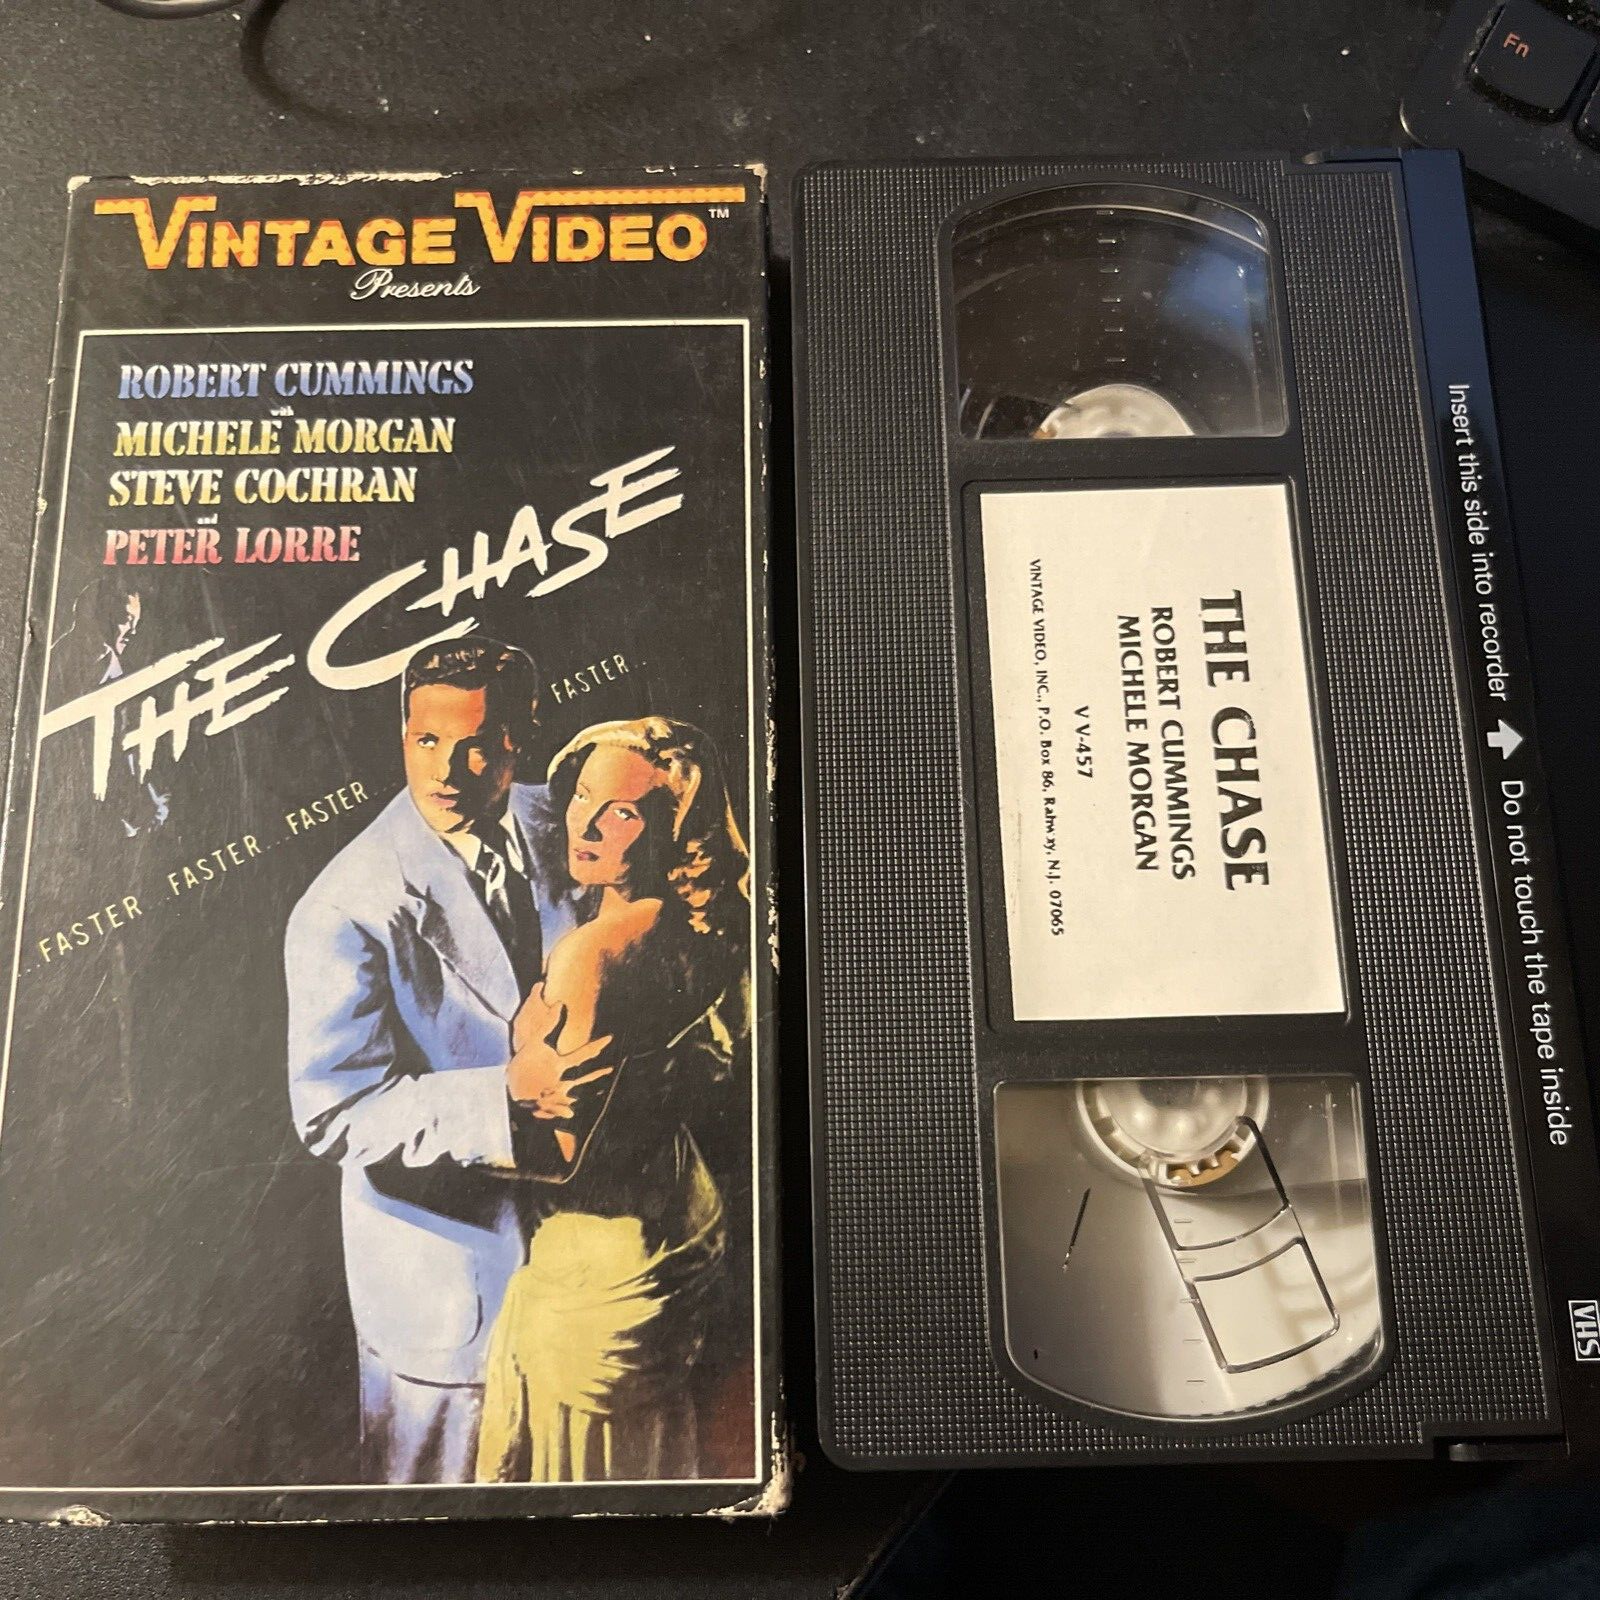 VINTAGE VIDEO™
Presents
ROBERT CUMMINGS
with
MICHELE MORGAN
STEVE COCHRAN
and
PETER LORRE
THE CHASE
...FASTER...FASTER...FASTER...FASTER...
THE CHASE
ROBERT CUMMINGS
MICHELE MORGAN
V V-457
VINTAGE VIDEO, INC., P.O. Box 86, Rahway, N.J. 07065
Insert this side into recorder ⬆ Do not touch the tape inside
VHS
Fn